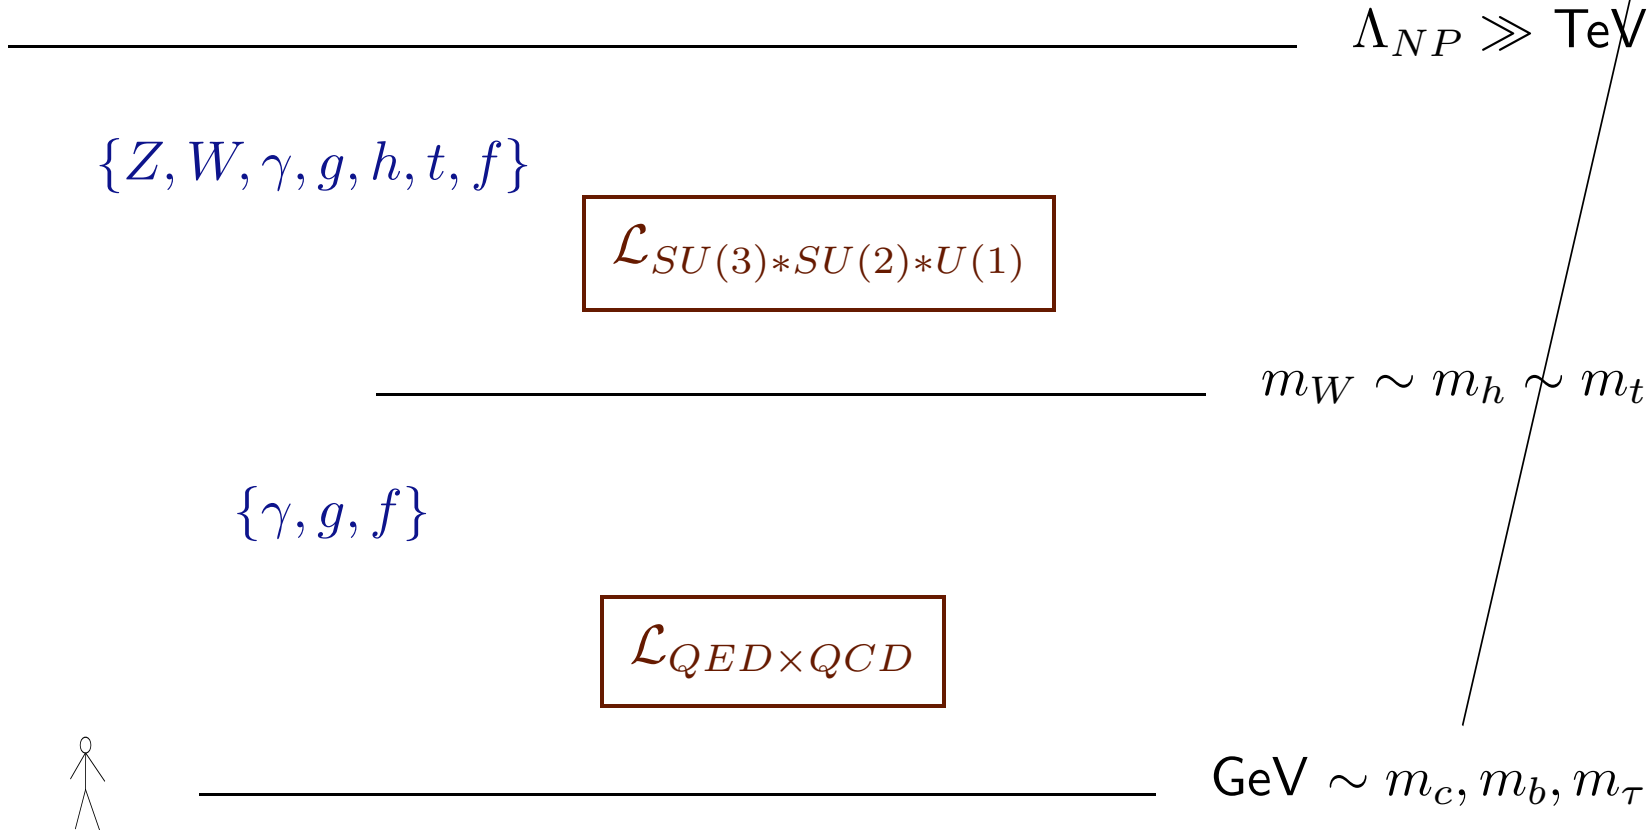 Λ_{NP} ≫ TeV
{Z, W, γ, g, h, t, f}
ℒ_{SU(3)*SU(2)*U(1)}
m_W ∼ m_h ∼ m_t
{γ, g, f}
ℒ_{QED×QCD}
GeV ∼ m_c, m_b, m_τ